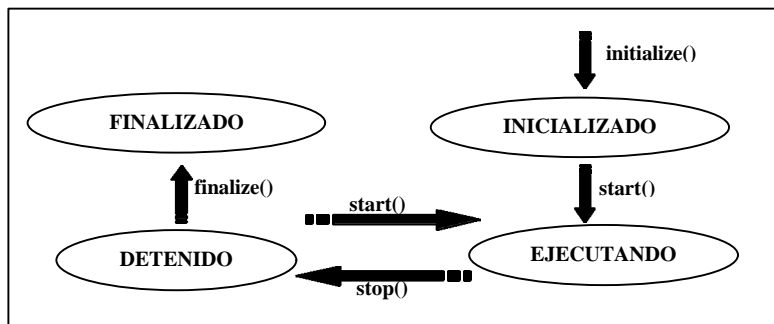 initialize()
FINALIZADO
INICIALIZADO
finalize()
start()
start()
DETENIDO
EJECUTANDO
stop()